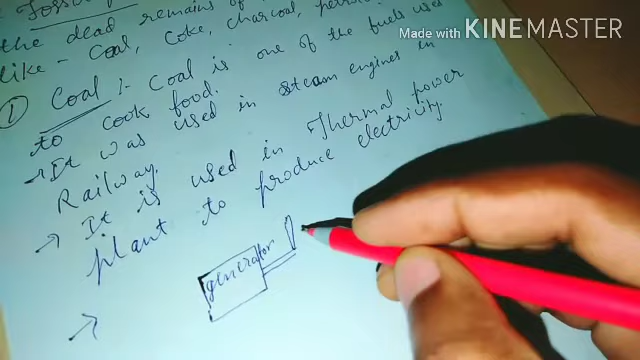 the dead remains of
like - Coal, Coke, charcoal,
① Coal :- Coal is one of the fuels used
to cook food.
→ It was used in steam engines in
Railway.
→ It is used in Thermal power
plant to produce electricity.
generator
→
Made with KINEMASTER